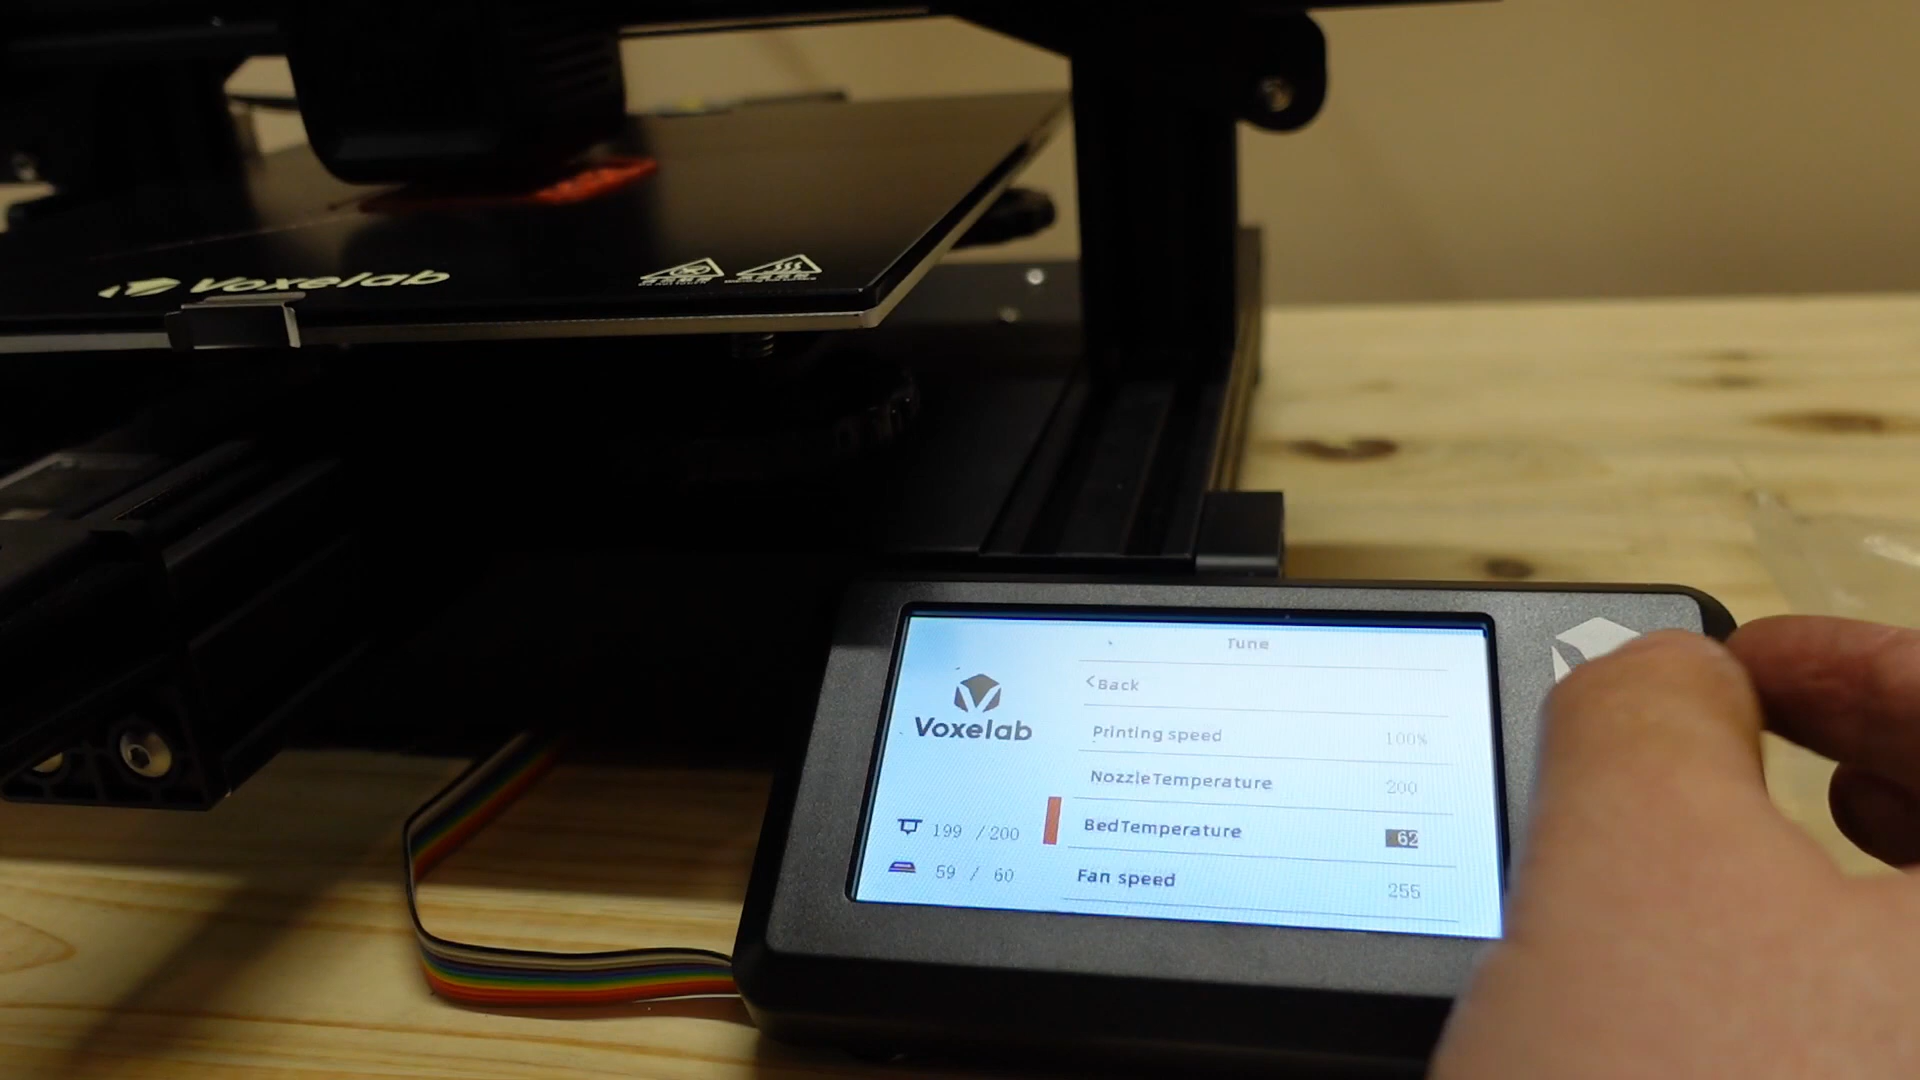 Voxelab
Tune
<Back
Voxelab
Printing speed 100%
NozzleTemperature 200
199 / 200
BedTemperature 62
59 / 60
Fan speed 255